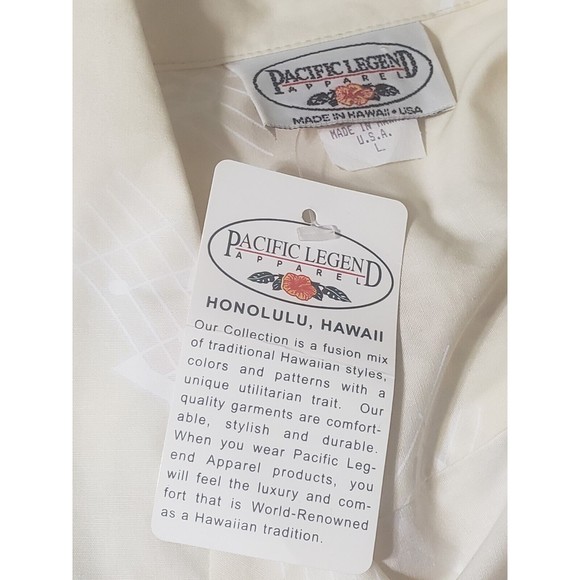 PACIFIC LEGEND
APPAREL
MADE IN HAWAII • USA
MADE IN
U.S.A.
L
PACIFIC LEGEND
APPAREL
HONOLULU, HAWAII
Our Collection is a fusion mix
of traditional Hawaiian styles,
colors and patterns with a
unique utilitarian trait. Our
quality garments are comfort-
able, stylish and durable.
When you wear Pacific Leg-
end Apparel products, you
will feel the luxury and com-
fort that is World-Renowned
as a Hawaiian tradition.